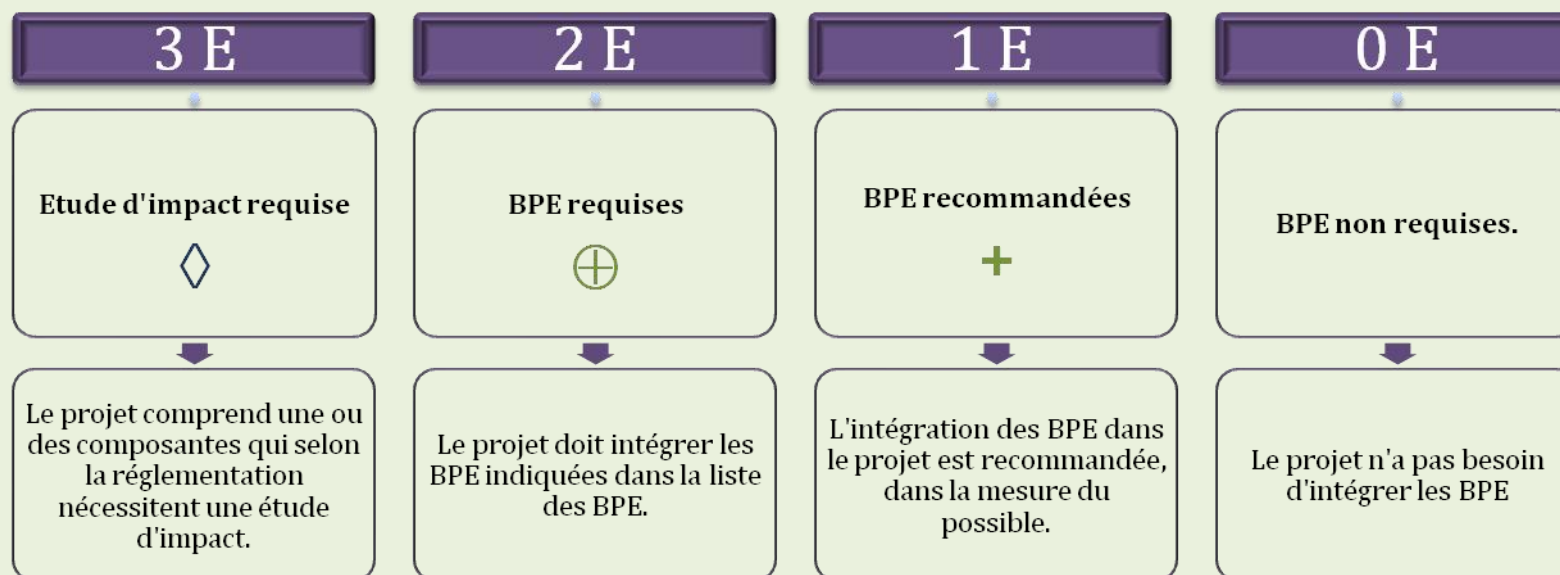 3 E
Etude d'impact requise
◊
Le projet comprend une ou
des composantes qui selon
la réglementation
nécessitent une étude
d'impact.
2 E
BPE requises
⊕
Le projet doit intégrer les
BPE indiquées dans la liste
des BPE.
1 E
BPE recommandées
+
L'intégration des BPE dans
le projet est recommandée,
dans la mesure du
possible.
0 E
BPE non requises.
Le projet n'a pas besoin
d'intégrer les BPE